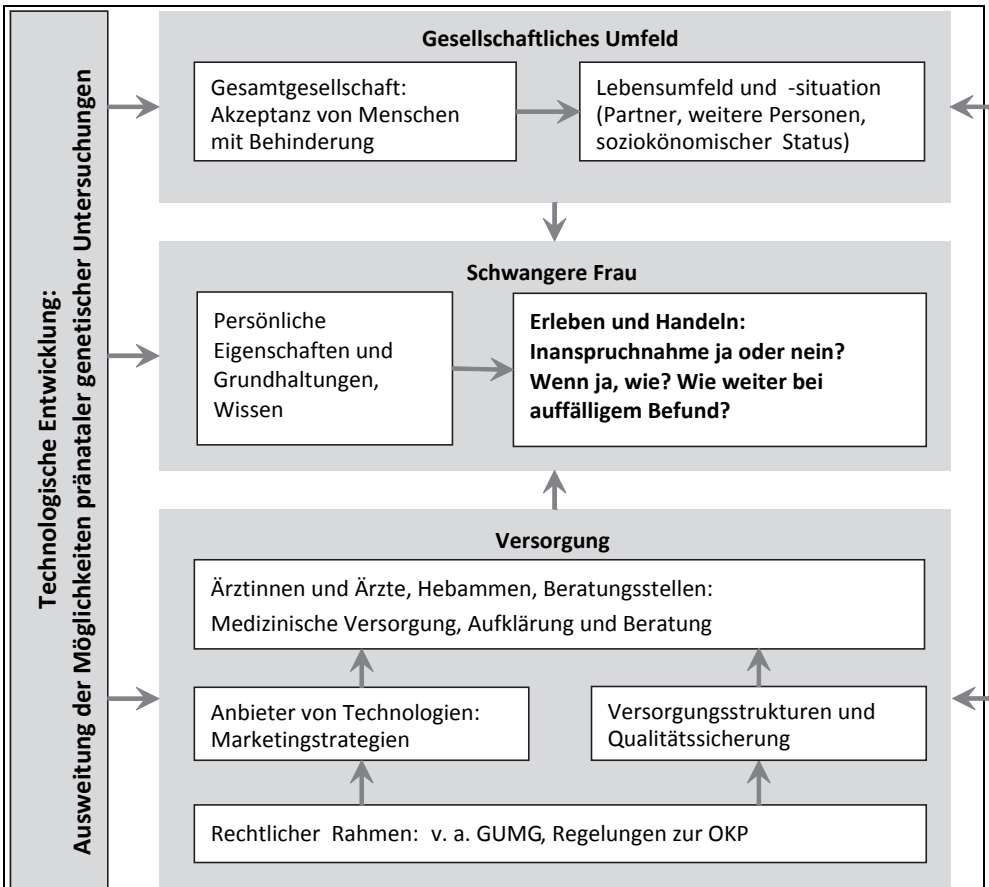 Technologische Entwicklung:
Ausweitung der Möglichkeiten pränataler genetischer Untersuchungen
Gesellschaftliches Umfeld
Gesamtgesellschaft:
Akzeptanz von Menschen
mit Behinderung
Lebensumfeld und -situation
(Partner, weitere Personen,
soziokönomischer Status)
Schwangere Frau
Persönliche
Eigenschaften und
Grundhaltungen,
Wissen
Erleben und Handeln:
Inanspruchnahme ja oder nein?
Wenn ja, wie? Wie weiter bei
auffälligem Befund?
Versorgung
Ärztinnen und Ärzte, Hebammen, Beratungsstellen:
Medizinische Versorgung, Aufklärung und Beratung
Anbieter von Technologien:
Marketingstrategien
Versorgungsstrukturen und
Qualitätssicherung
Rechtlicher Rahmen: v. a. GUMG, Regelungen zur OKP